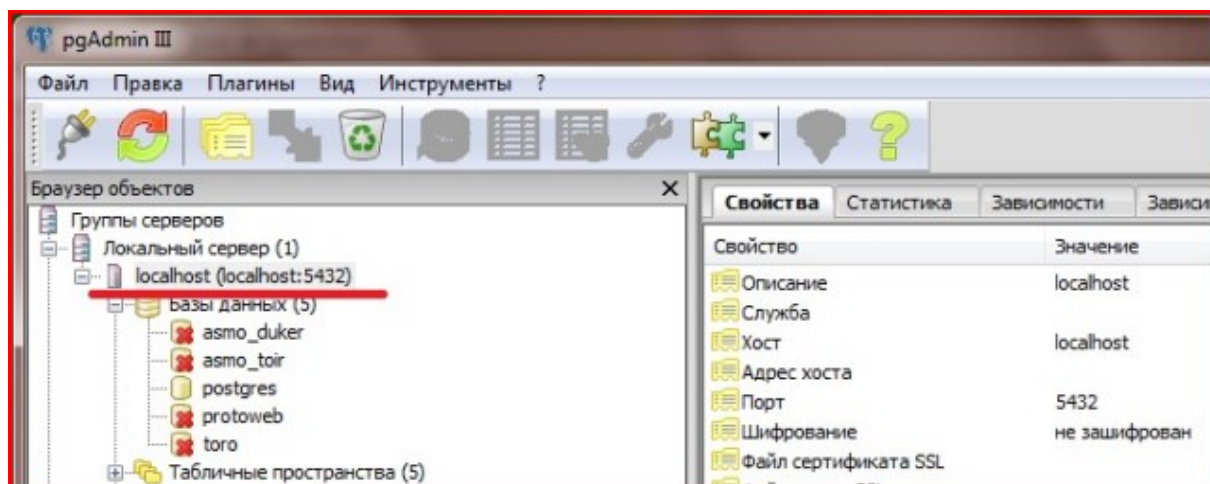 pgAdmin III
Файл Правка Плагины Вид Инструменты ?
Браузер объектов
Группы серверов
Локальный сервер (1)
localhost (localhost:5432)
Базы данных (5)
asmo_duker
asmo_toir
postgres
protoweb
toro
Табличные пространства (5)
Свойства Статистика Зависимости Зависи
Свойство Значение
Описание localhost
Служба
Хост localhost
Адрес хоста
Порт 5432
Шифрование не зашифрован
Файл сертификата SSL